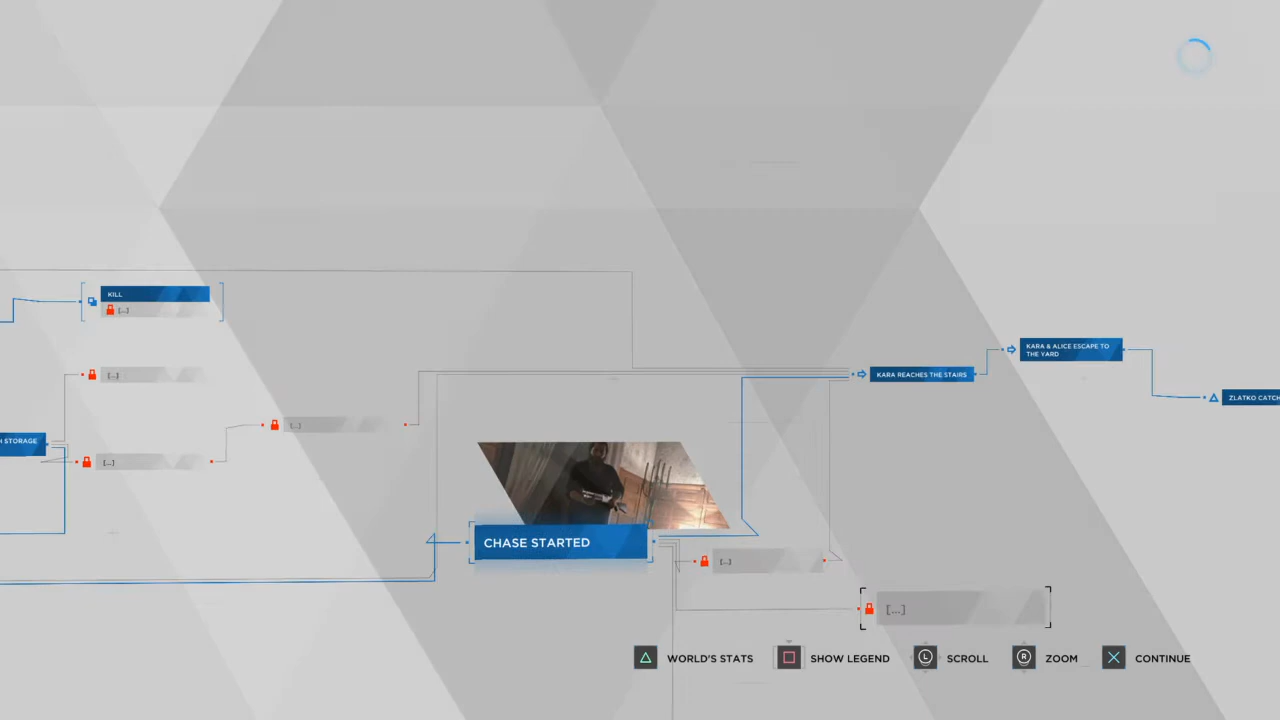 KILL
[...]
KARA & ALICE ESCAPE TO
THE YARD
[...]
KARA REACHES THE STAIRS
ZLATKO CATCH
[...]
H STORAGE
[...]
CHASE STARTED
[...]
[...]
WORLD'S STATS
SHOW LEGEND
L
SCROLL
R
ZOOM
CONTINUE